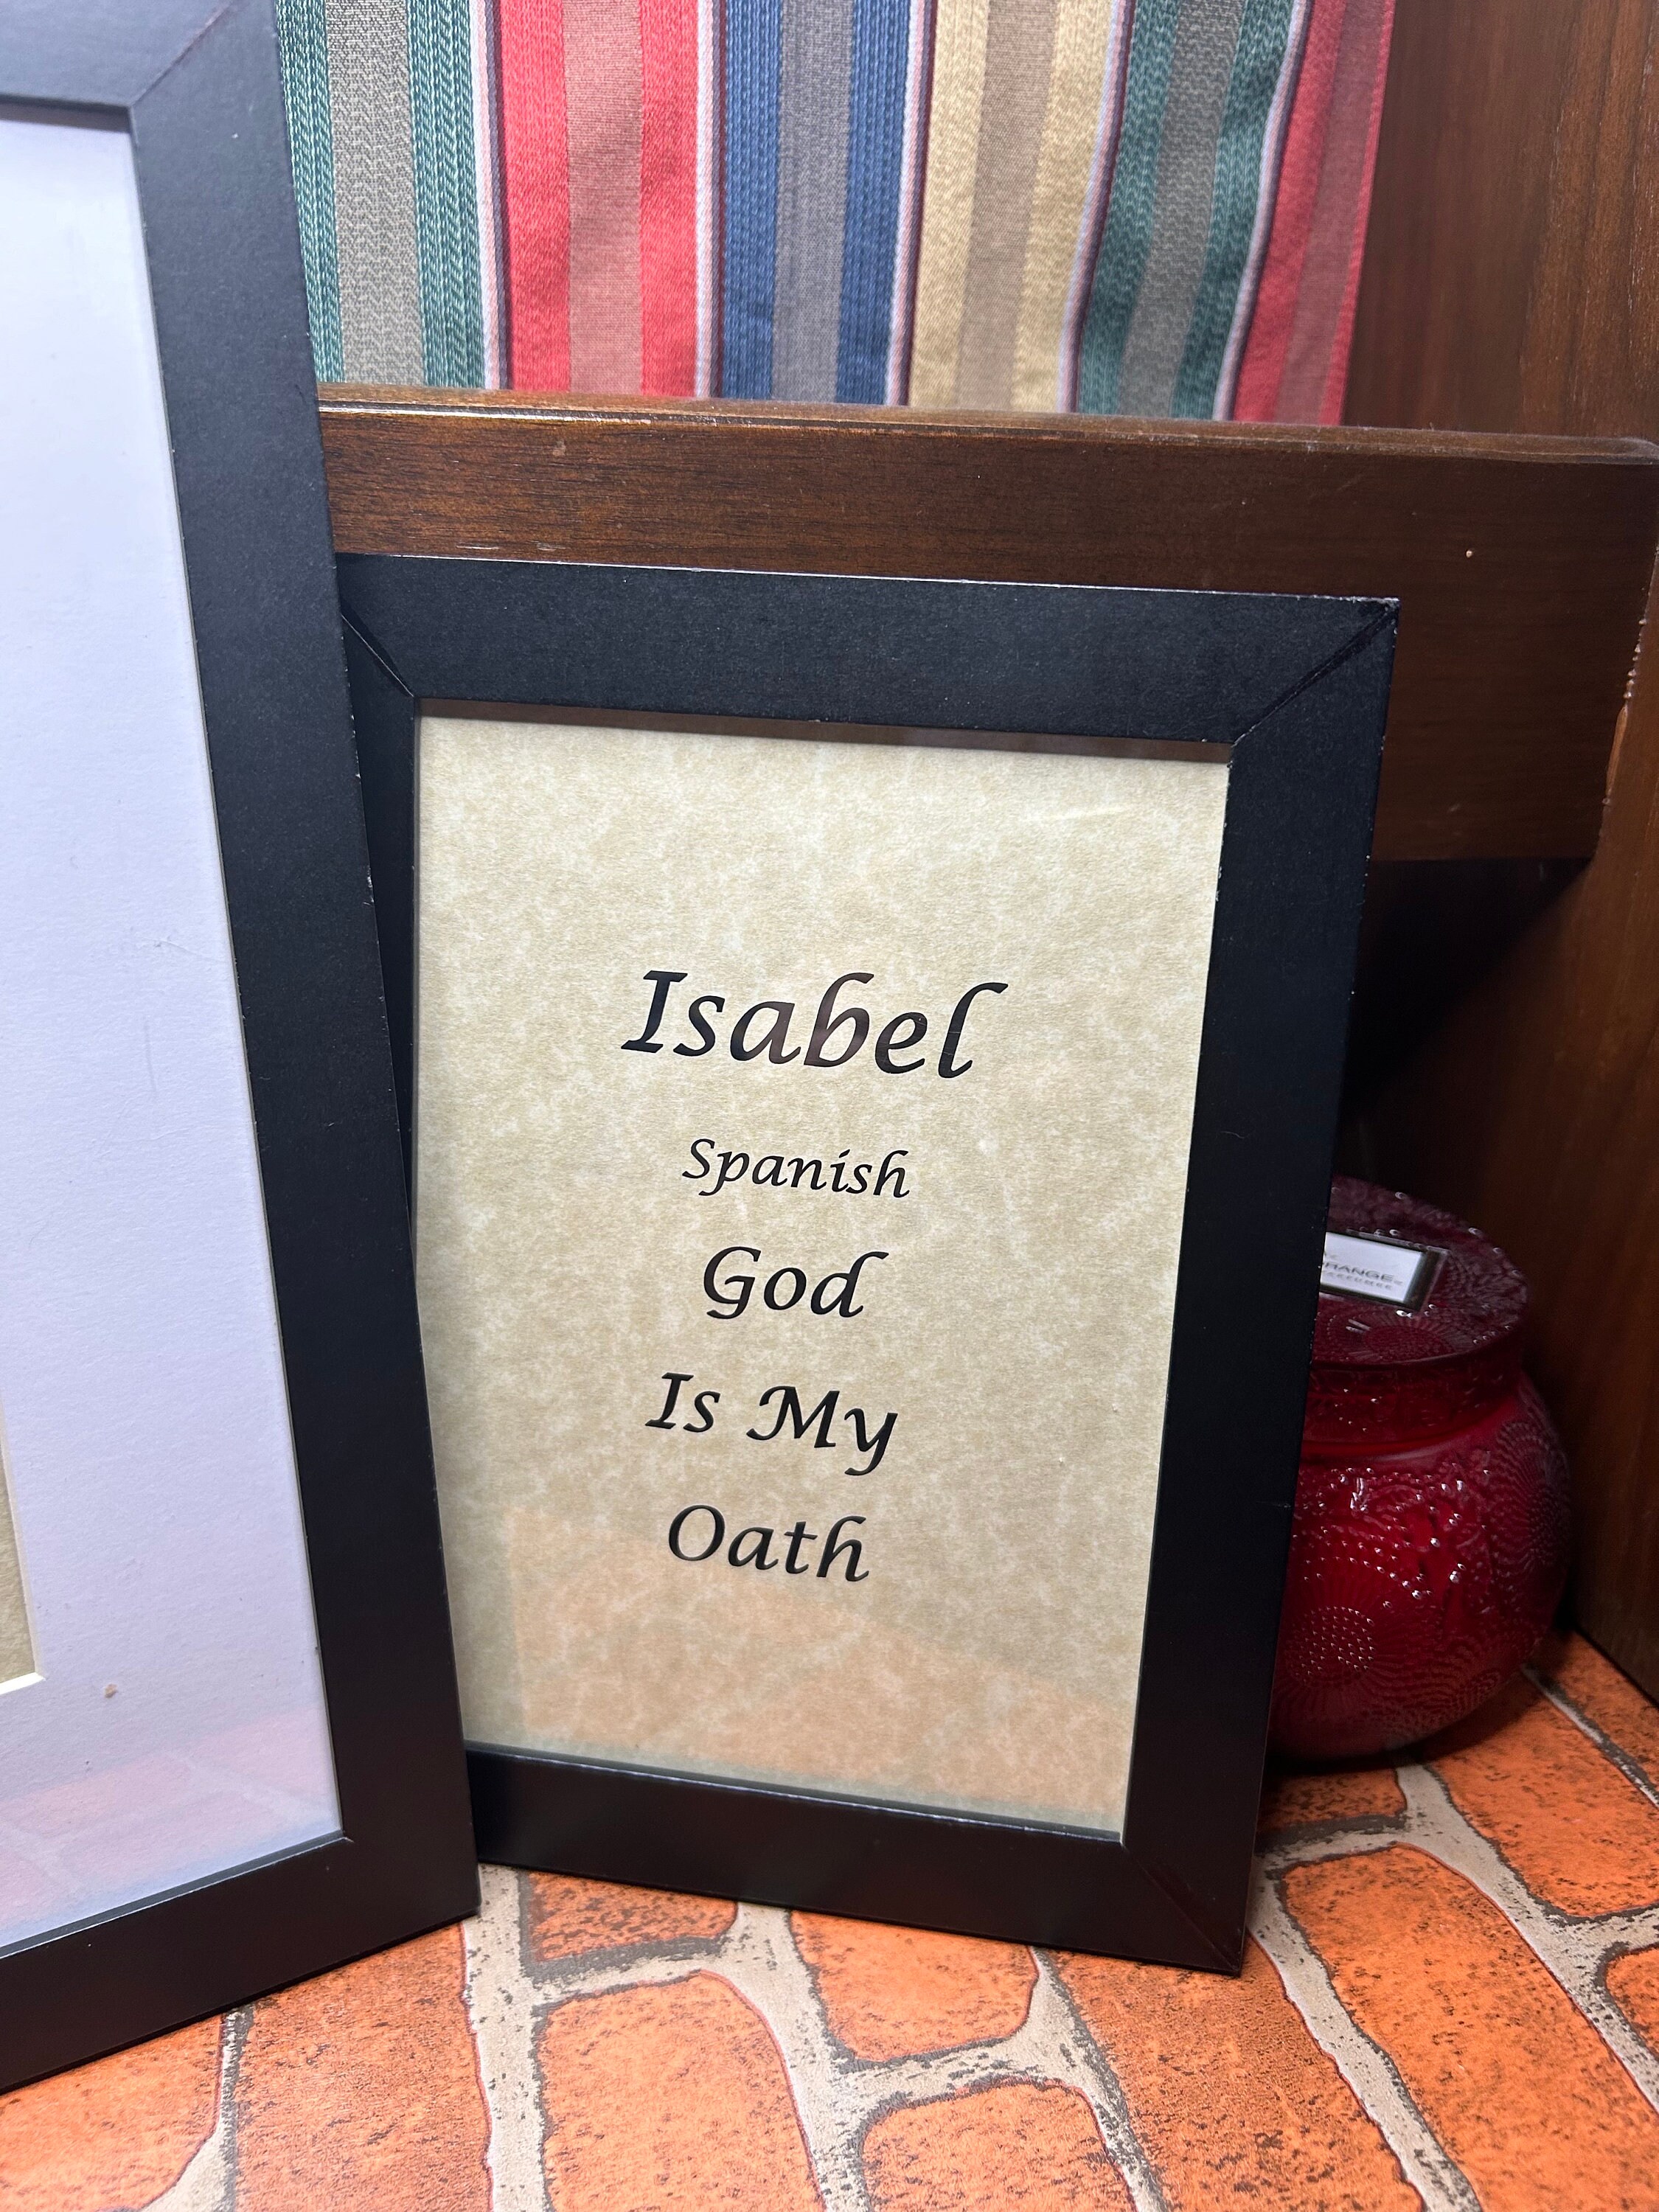 Isabel
Spanish
God
Is My
Oath